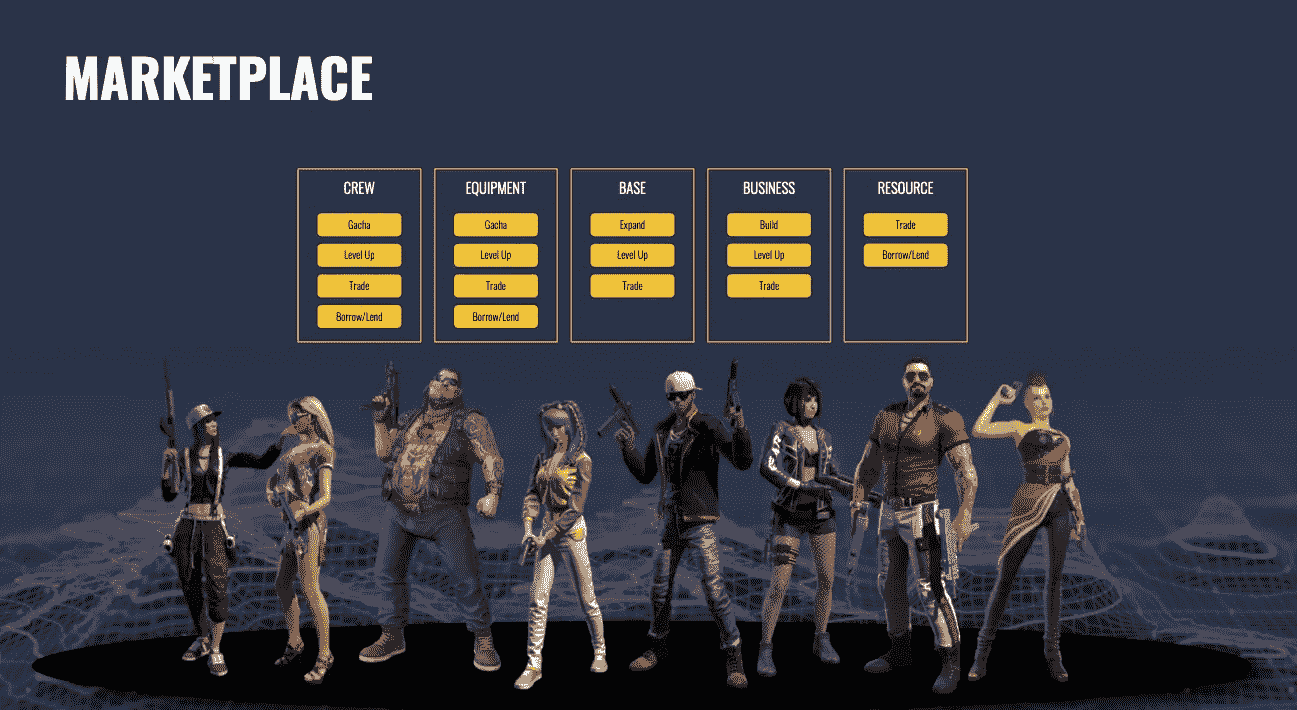 MARKETPLACE
CREW
Gacha
Level Up
Trade
Borrow/Lend
EQUIPMENT
Gacha
Level Up
Trade
Borrow/Lend
BASE
Expand
Level Up
Trade
BUSINESS
Build
Level Up
Trade
RESOURCE
Trade
Borrow/Lend